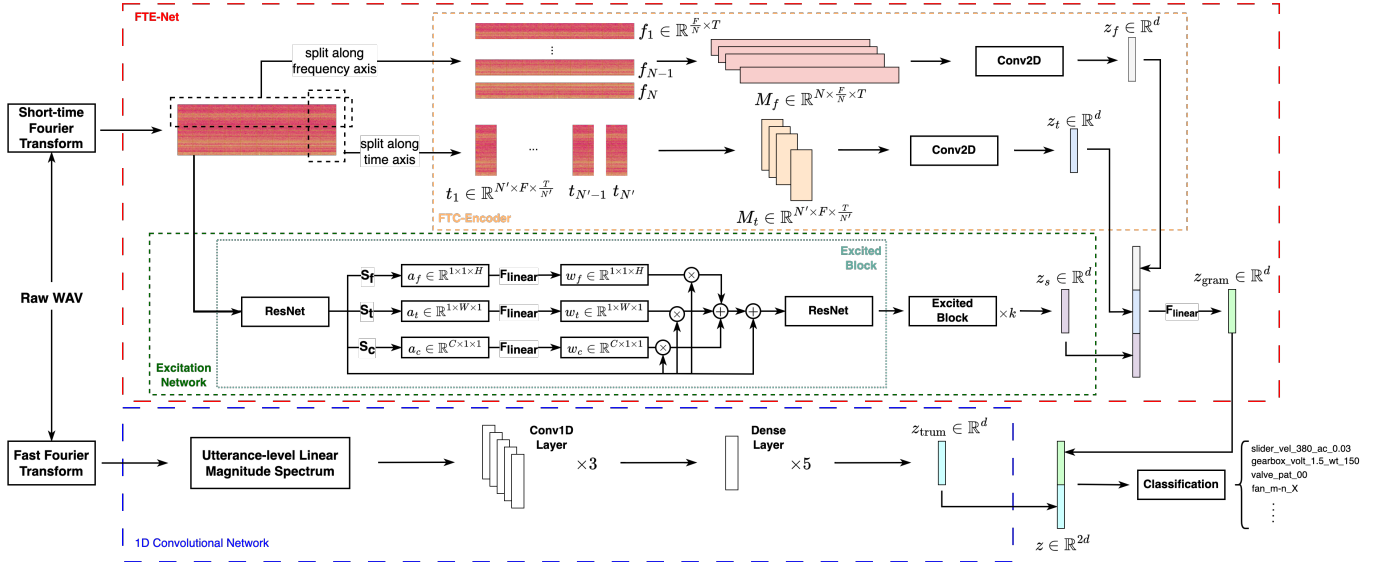 FTE-Net
split along
frequency axis
f_1 ∈ ℝ^{F/N × T}
⋮
f_{N−1}
f_N
M_f ∈ ℝ^{N × F/N × T}
Conv2D
z_f ∈ ℝ^d
Short-time
Fourier
Transform
split along
time axis
...
t_1 ∈ ℝ^{N′ × F × T/N′}
t_{N′−1}
t_{N′}
M_t ∈ ℝ^{N′ × F × T/N′}
Conv2D
z_t ∈ ℝ^d
FTC-Encoder
Excited
Block
Raw WAV
ResNet
S_f
a_f ∈ ℝ^{1×1×H}
F_linear
w_f ∈ ℝ^{1×1×H}
×
S_t
a_t ∈ ℝ^{1×W×1}
F_linear
w_t ∈ ℝ^{1×W×1}
×
+
+
S_c
a_c ∈ ℝ^{C×1×1}
F_linear
w_c ∈ ℝ^{C×1×1}
×
ResNet
Excited
Block
×k
z_s ∈ ℝ^d
F_linear
z_gram ∈ ℝ^d
Excitation
Network
Fast Fourier
Transform
Utterance-level Linear
Magnitude Spectrum
Conv1D
Layer
×3
Dense
Layer
×5
z_trum ∈ ℝ^d
z ∈ ℝ^{2d}
Classification
slider_vel_380_ac_0.03
gearbox_volt_1.5_wt_150
valve_pat_00
fan_m-n_X
⋮
1D Convolutional Network